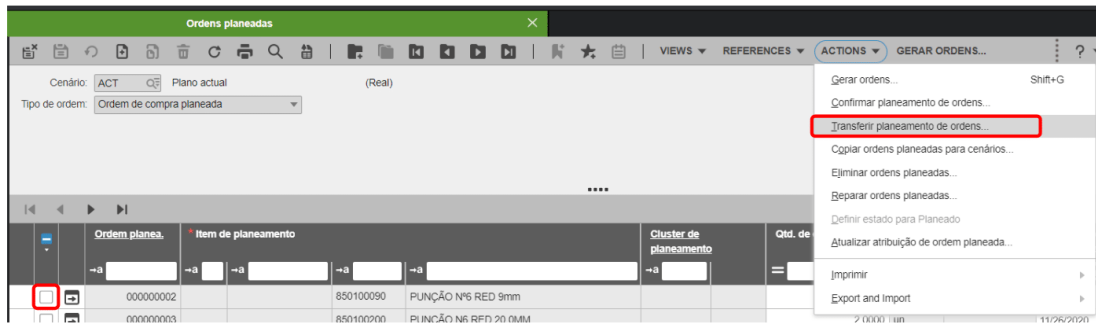 Ordens planeadas
VIEWS REFERENCES ACTIONS GERAR ORDENS... ?
Cenário: ACT Plano actual (Real)
Tipo de ordem: Ordem de compra planeada
Gerar ordens... Shift+G
Confirmar planeamento de ordens...
Transferir planeamento de ordens...
Copiar ordens planeadas para cenários...
Eliminar ordens planeadas...
Reparar ordens planeadas...
Definir estado para Planeado
Atualizar atribuição de ordem planeada...
Imprimir
Export and Import
Ordem planea. * Item de planeamento Cluster de planeamento Qtd. de
000000002 850100090 PUNÇÃO Nº6 RED 9mm
000000003 850100200 PUNÇÃO N6 RED 20.0MM 2.0000 un 11/26/2020